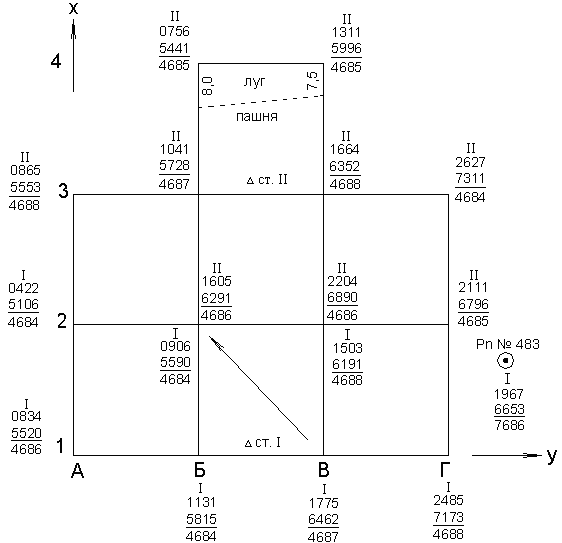 x
II
0756
5441
4685
II
1311
5996
4685
4
8,0
луг
7,5
пашня
II
0865
5553
4688
II
1041
5728
4687
II
1664
6352
4688
II
2627
7311
4684
3
ст. II
I
0422
5106
4684
II
1605
6291
4686
II
2204
6890
4686
II
2111
6796
4685
2
I
0906
5590
4684
I
1503
6191
4688
Рп № 483
I
1967
6653
7686
I
0834
5520
4686
1
ст. I
А
Б
В
Г
y
I
1131
5815
4684
I
1775
6462
4687
I
2485
7173
4688